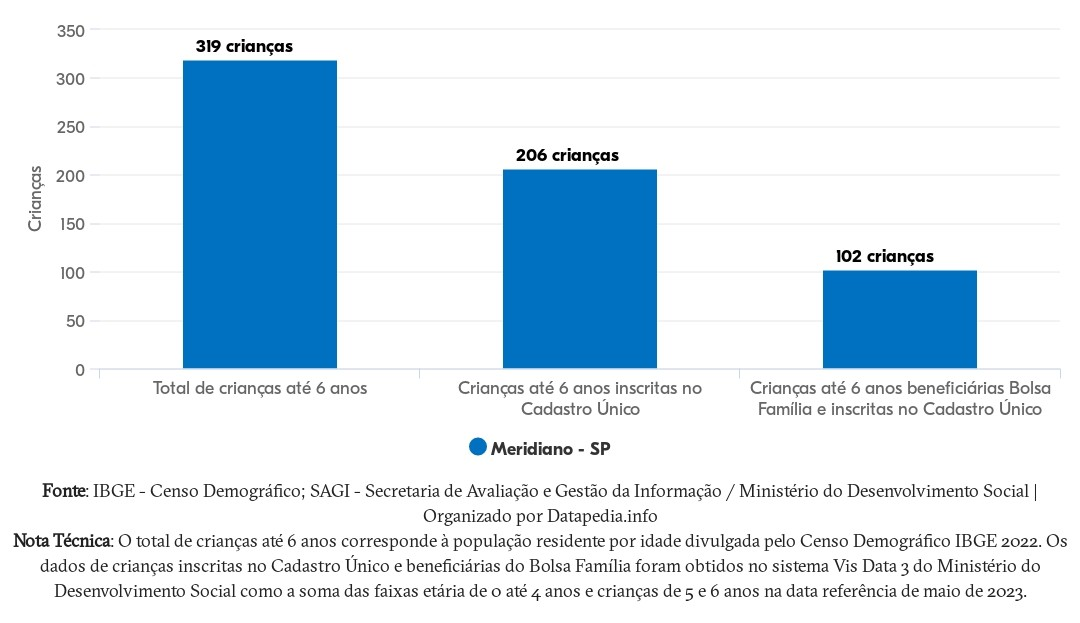 350
319 crianças
300
250
206 crianças
200
150
102 crianças
100
50
0
Crianças
Total de crianças até 6 anos
Crianças até 6 anos inscritas no
Cadastro Único
Crianças até 6 anos beneficiárias Bolsa
Família e inscritas no Cadastro Único
Meridiano - SP
Fonte: IBGE - Censo Demográfico; SAGI - Secretaria de Avaliação e Gestão da Informação / Ministério do Desenvolvimento Social |
Organizado por Datapedia.info
Nota Técnica: O total de crianças até 6 anos corresponde à população residente por idade divulgada pelo Censo Demográfico IBGE 2022. Os
dados de crianças inscritas no Cadastro Único e beneficiárias do Bolsa Família foram obtidos no sistema Vis Data 3 do Ministério do
Desenvolvimento Social como a soma das faixas etária de 0 até 4 anos e crianças de 5 e 6 anos na data referência de maio de 2023.